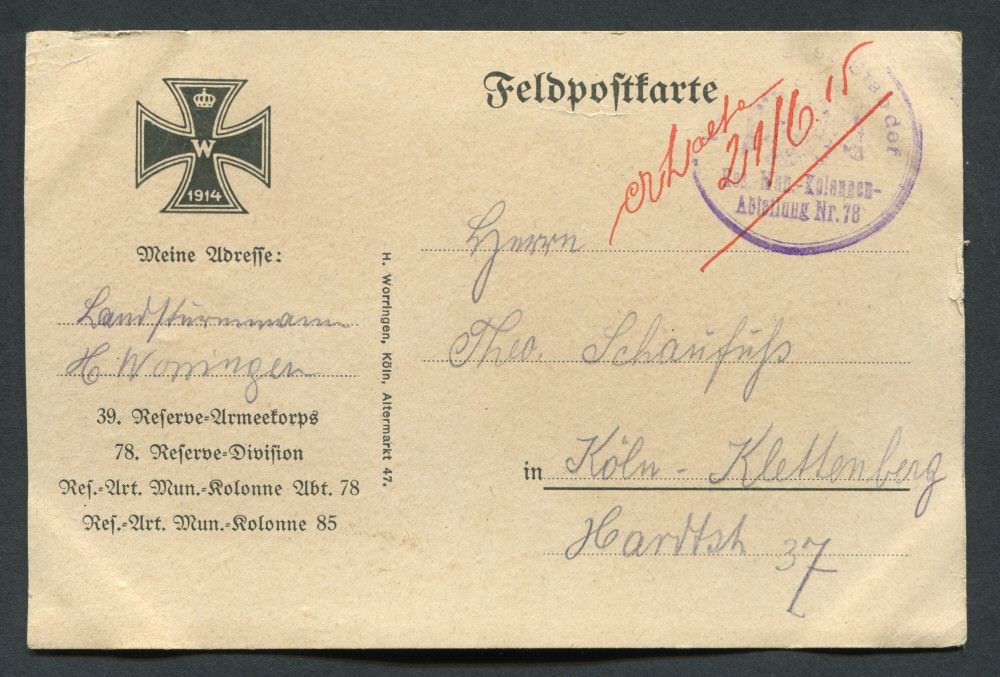 Feldpostkarte
W
1914
erhalten
21/6.15
Res. Mun.-Kolonnen-
Abteilung Nr. 78
Meine Adresse:
Landsturmmann
H Worringen
39. Reserve-Armeekorps
78. Reserve-Division
Res.-Art. Mun.-Kolonne Abt. 78
Res.-Art. Mun.-Kolonne 85
H. Worringen, Köln, Altermarkt 47.
Herrn
Theo. Schaufuß
in Köln - Klettenberg
Hardtstr 37